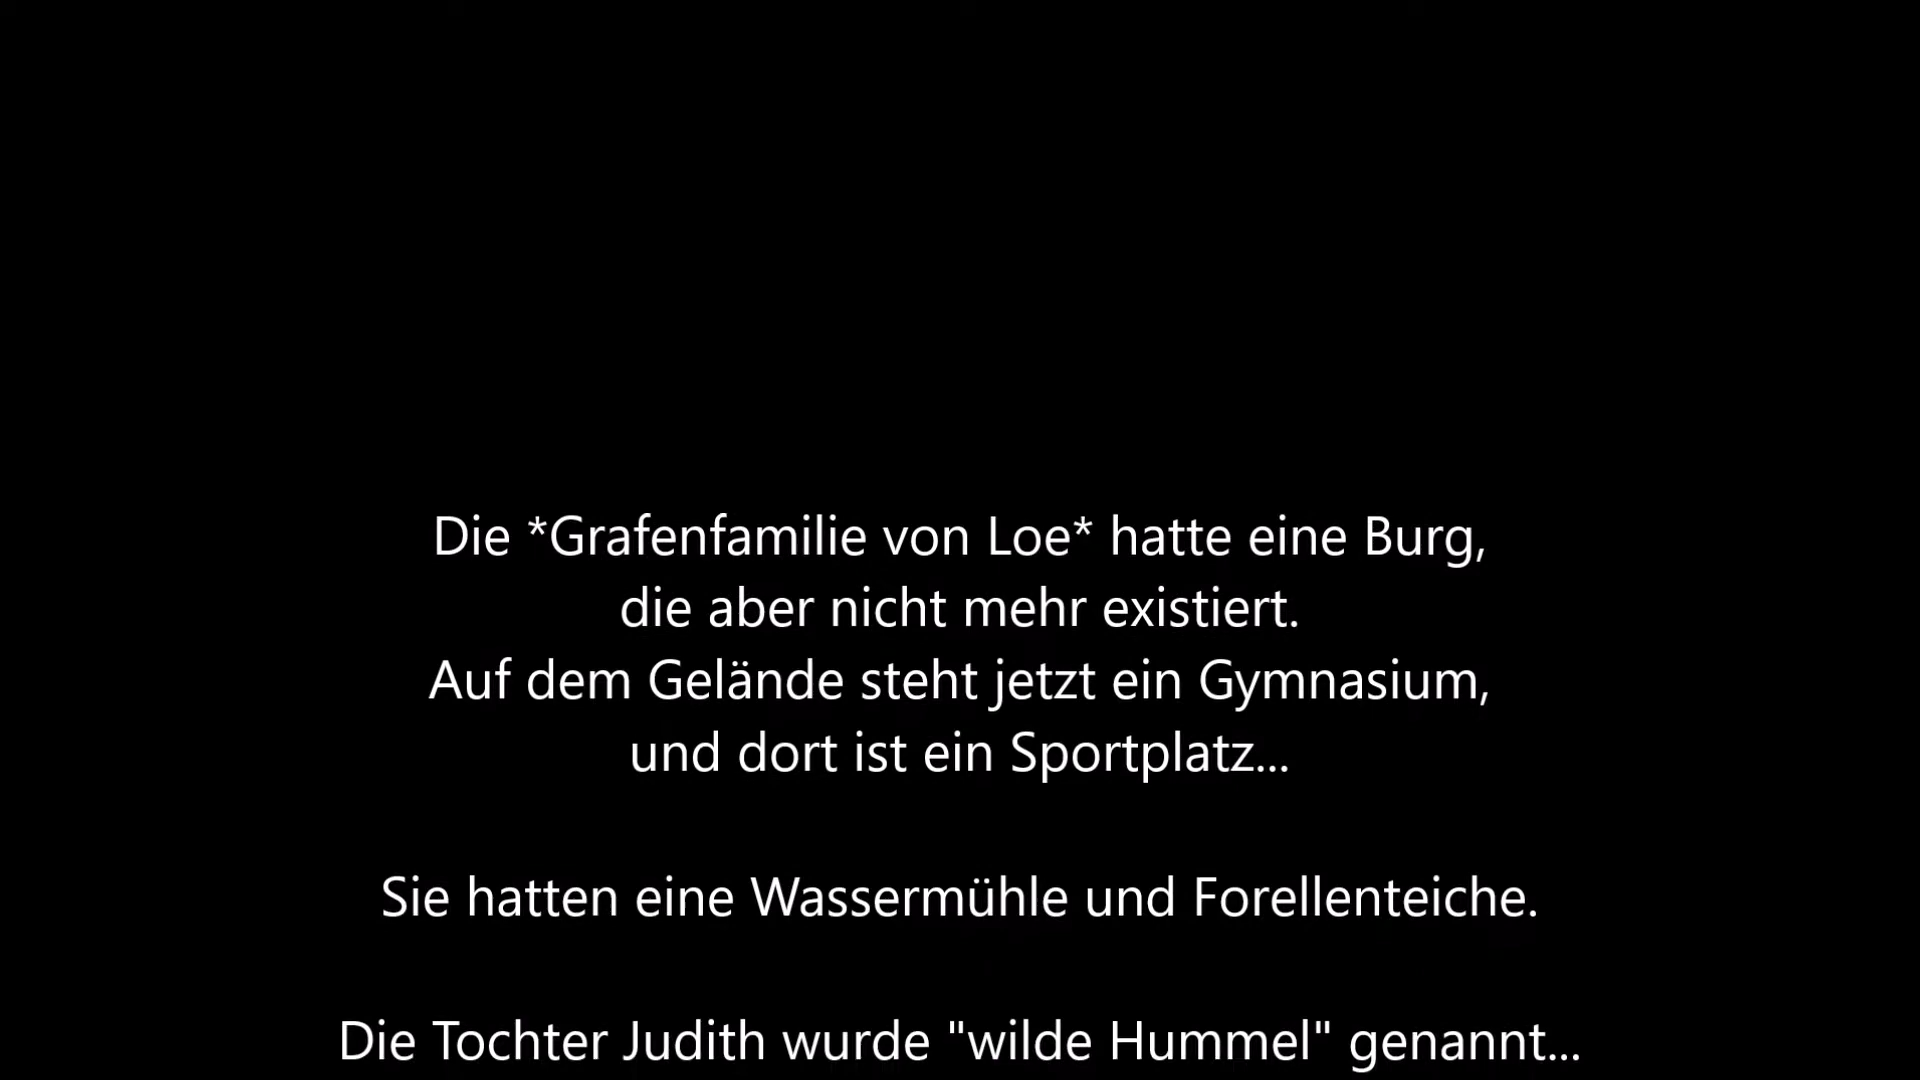 Die *Grafenfamilie von Loe* hatte eine Burg,
die aber nicht mehr existiert.
Auf dem Gelände steht jetzt ein Gymnasium,
und dort ist ein Sportplatz...
Sie hatten eine Wassermühle und Forellenteiche.
Die Tochter Judith wurde "wilde Hummel" genannt...